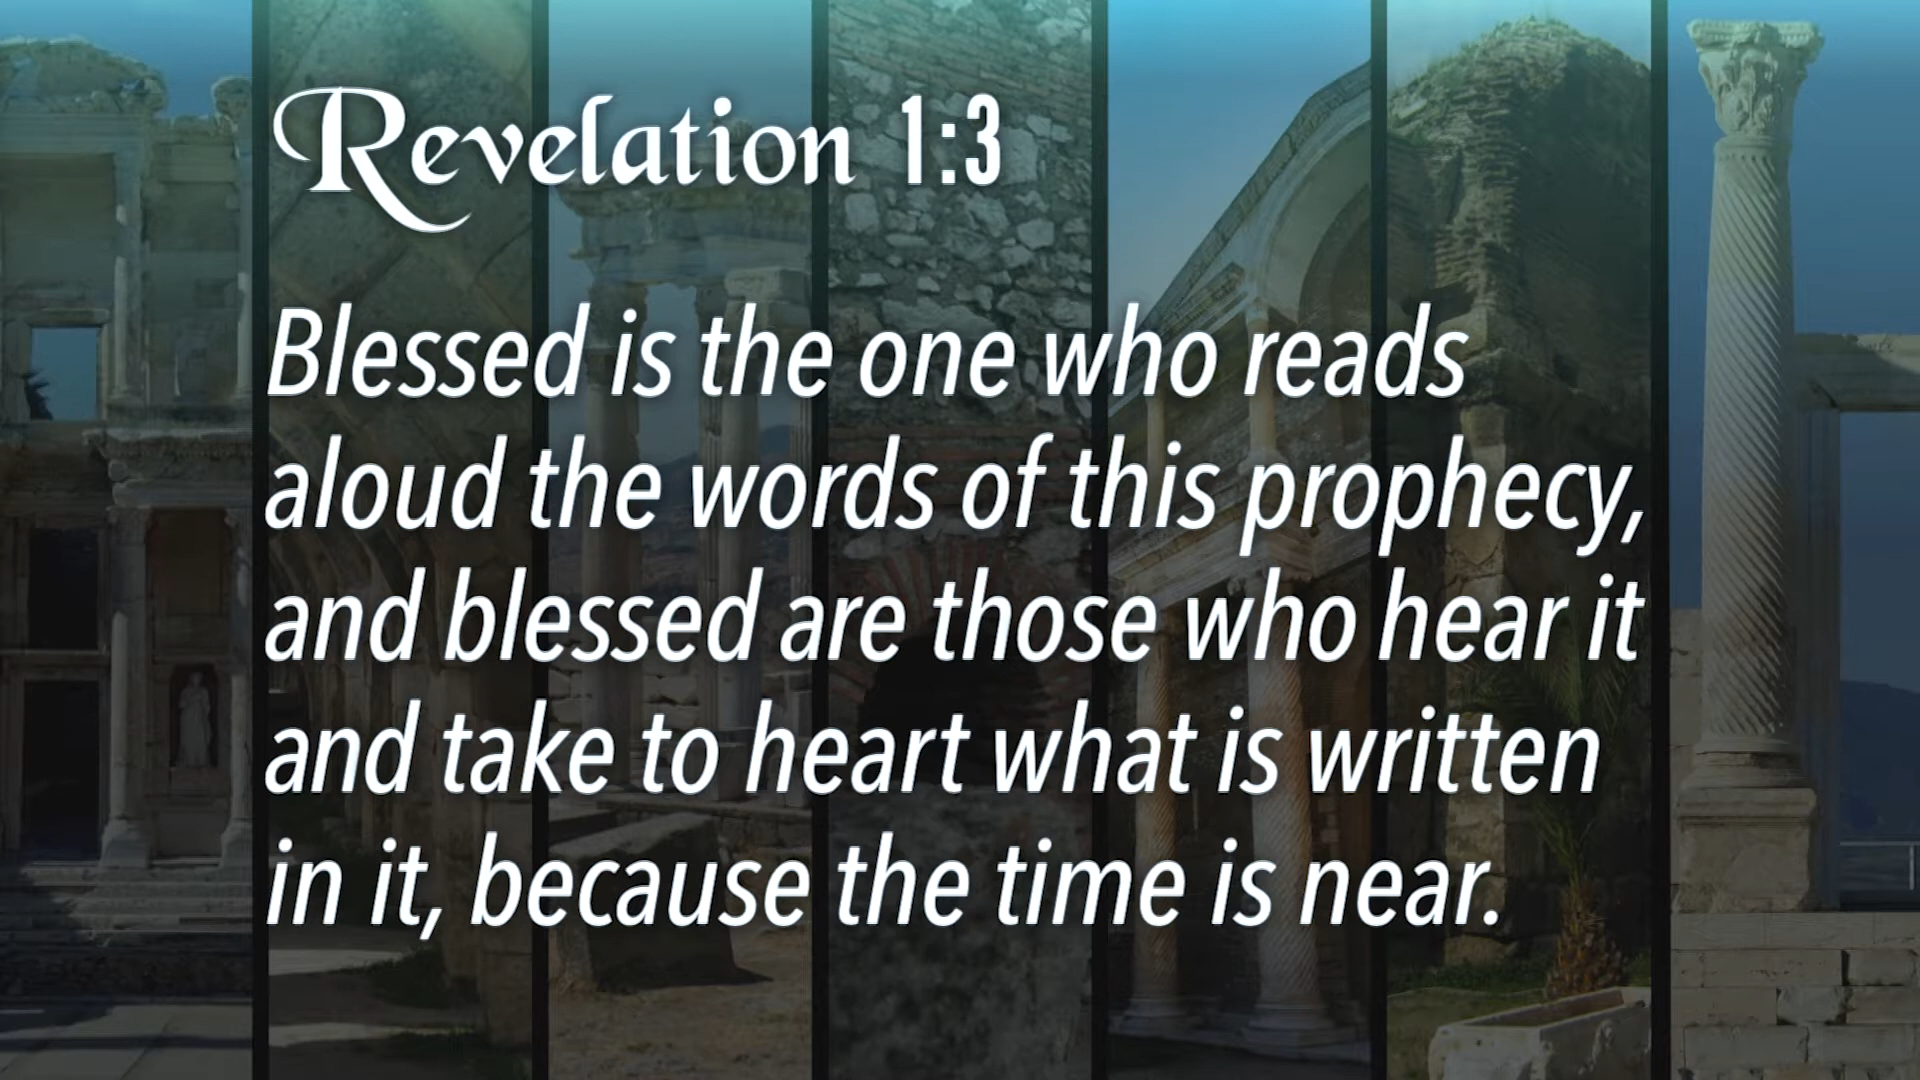 Revelation 1:3
Blessed is the one who reads
aloud the words of this prophecy,
and blessed are those who hear it
and take to heart what is written
in it, because the time is near.